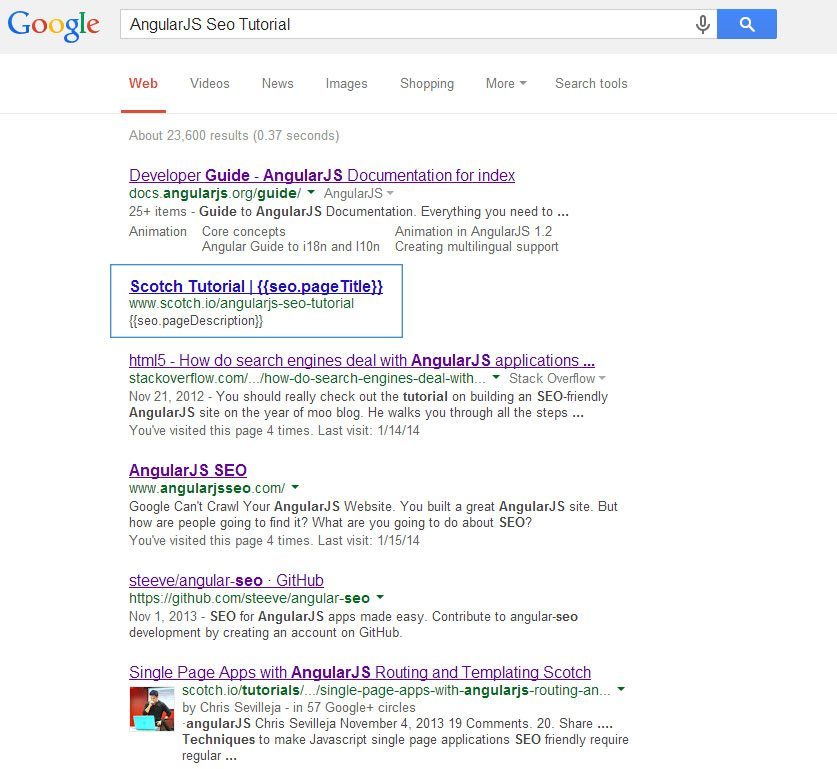 Google
AngularJS Seo Tutorial
Web Videos News Images Shopping More Search tools
About 23,600 results (0.37 seconds)
Developer Guide - AngularJS Documentation for index
docs.angularjs.org/guide/ AngularJS
25+ items - Guide to AngularJS Documentation. Everything you need to ...
Animation Core concepts Animation in AngularJS 1.2
Angular Guide to i18n and l10n Creating multilingual support
Scotch Tutorial | {{seo.pageTitle}}
www.scotch.io/angularjs-seo-tutorial
{{seo.pageDescription}}
html5 - How do search engines deal with AngularJS applications ...
stackoverflow.com/.../how-do-search-engines-deal-with... Stack Overflow
Nov 21, 2012 - You should really check out the tutorial on building an SEO-friendly
AngularJS site on the year of moo blog. He walks you through all the steps ...
You've visited this page 4 times. Last visit: 1/14/14
AngularJS SEO
www.angularjsseo.com/
Google Can't Crawl Your AngularJS Website. You built a great AngularJS site. But
how are people going to find it? What are you going to do about SEO?
You've visited this page 4 times. Last visit: 1/15/14
steeve/angular-seo · GitHub
https://github.com/steeve/angular-seo
Nov 1, 2013 - SEO for AngularJS apps made easy. Contribute to angular-seo
development by creating an account on GitHub.
Single Page Apps with AngularJS Routing and Templating Scotch
scotch.io/tutorials/.../single-page-apps-with-angularjs-routing-an...
by Chris Sevilleja - in 57 Google+ circles
·angularJS Chris Sevilleja November 4, 2013 19 Comments. 20. Share ....
Techniques to make Javascript single page applications SEO friendly require
regular ...